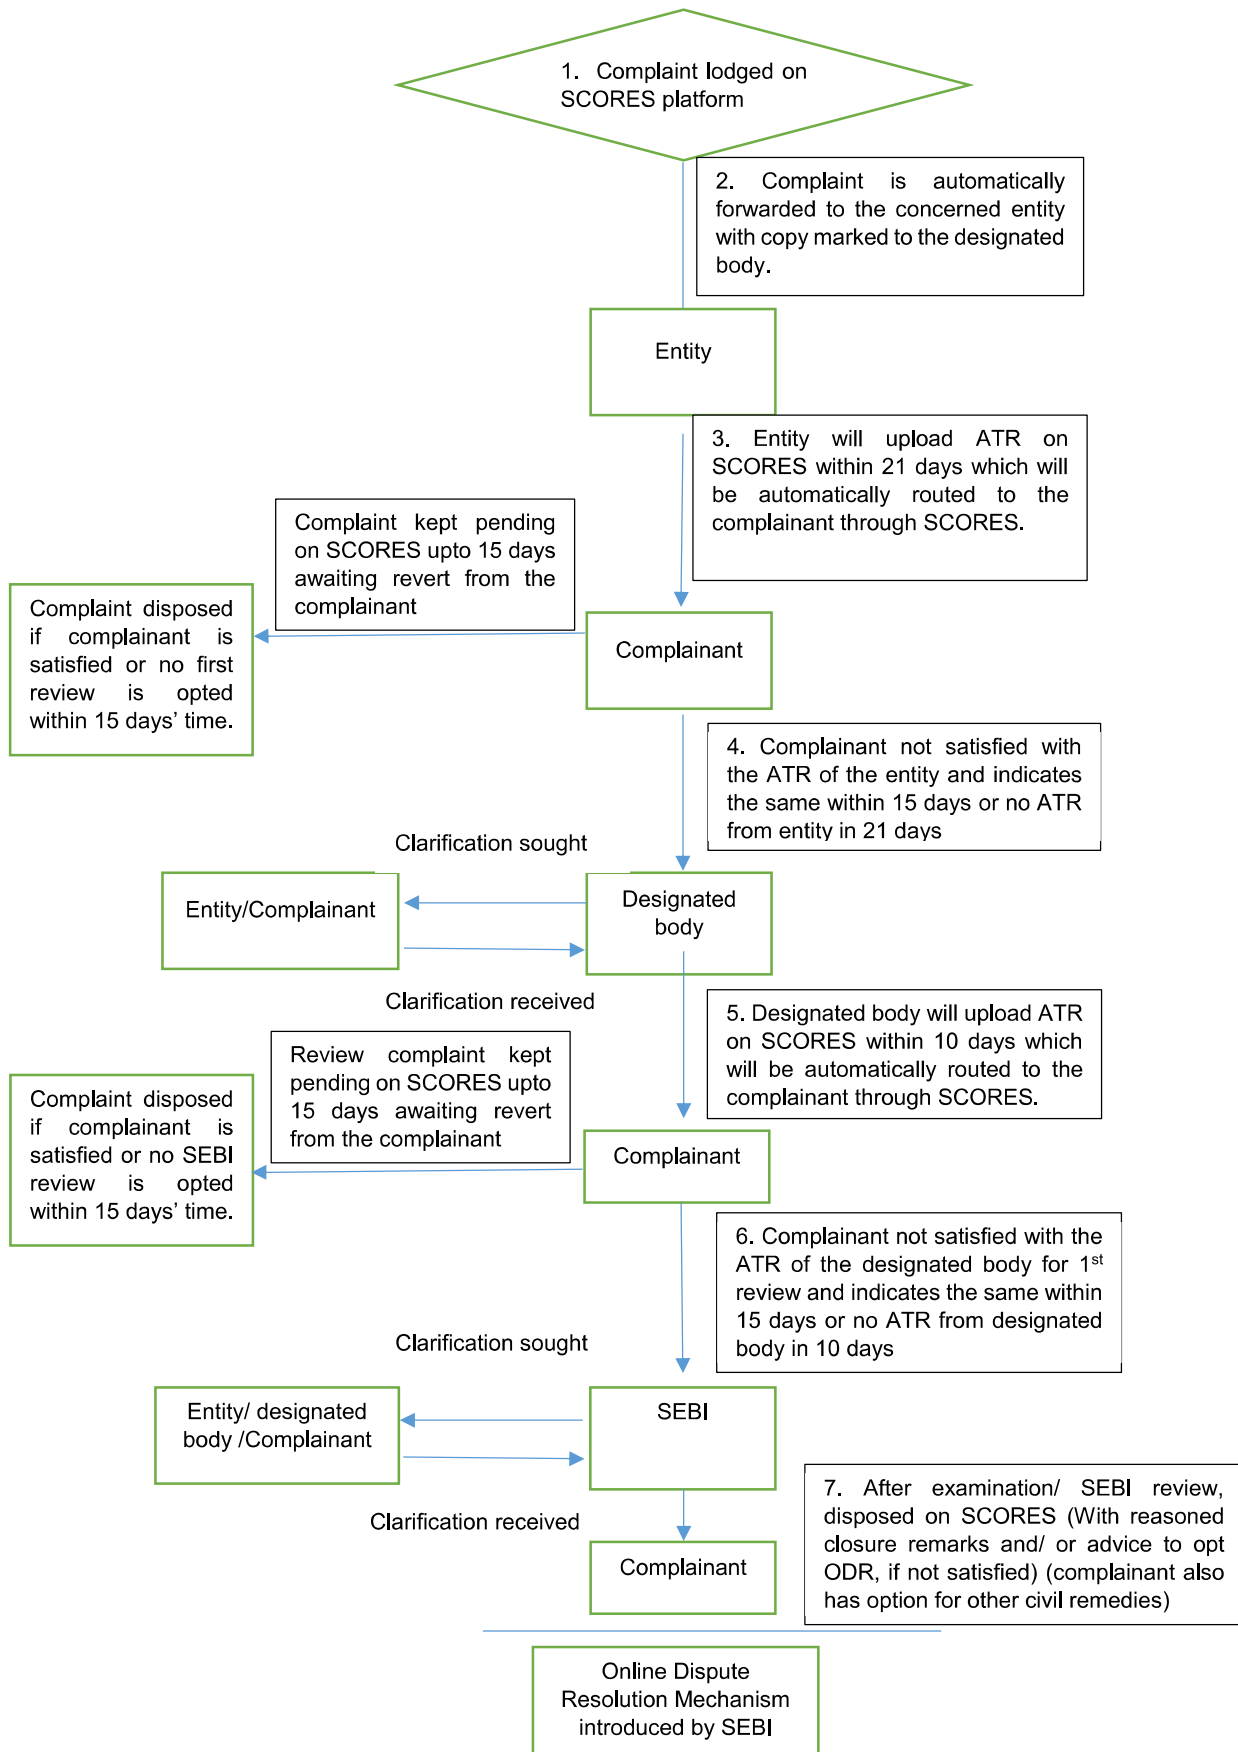 1. Complaint lodged on
SCORES platform
2. Complaint is automatically
forwarded to the concerned entity
with copy marked to the designated
body.
Entity
3. Entity will upload ATR on
SCORES within 21 days which will
be automatically routed to the
complainant through SCORES.
Complaint kept pending
on SCORES upto 15 days
awaiting revert from the
complainant
Complaint disposed
if complainant is
satisfied or no first
review is opted
within 15 days’ time.
Complainant
4. Complainant not satisfied with
the ATR of the entity and indicates
the same within 15 days or no ATR
from entity in 21 days
Clarification sought
Entity/Complainant
Designated
body
Clarification received
5. Designated body will upload ATR
on SCORES within 10 days which
will be automatically routed to the
complainant through SCORES.
Review complaint kept
pending on SCORES upto
15 days awaiting revert
from the complainant
Complaint disposed
if complainant is
satisfied or no SEBI
review is opted
within 15 days’ time.
Complainant
6. Complainant not satisfied with the
ATR of the designated body for 1st
review and indicates the same within
15 days or no ATR from designated
body in 10 days
Clarification sought
Entity/ designated
body /Complainant
SEBI
Clarification received
7. After examination/ SEBI review,
disposed on SCORES (With reasoned
closure remarks and/ or advice to opt
ODR, if not satisfied) (complainant also
has option for other civil remedies)
Complainant
Online Dispute
Resolution Mechanism
introduced by SEBI